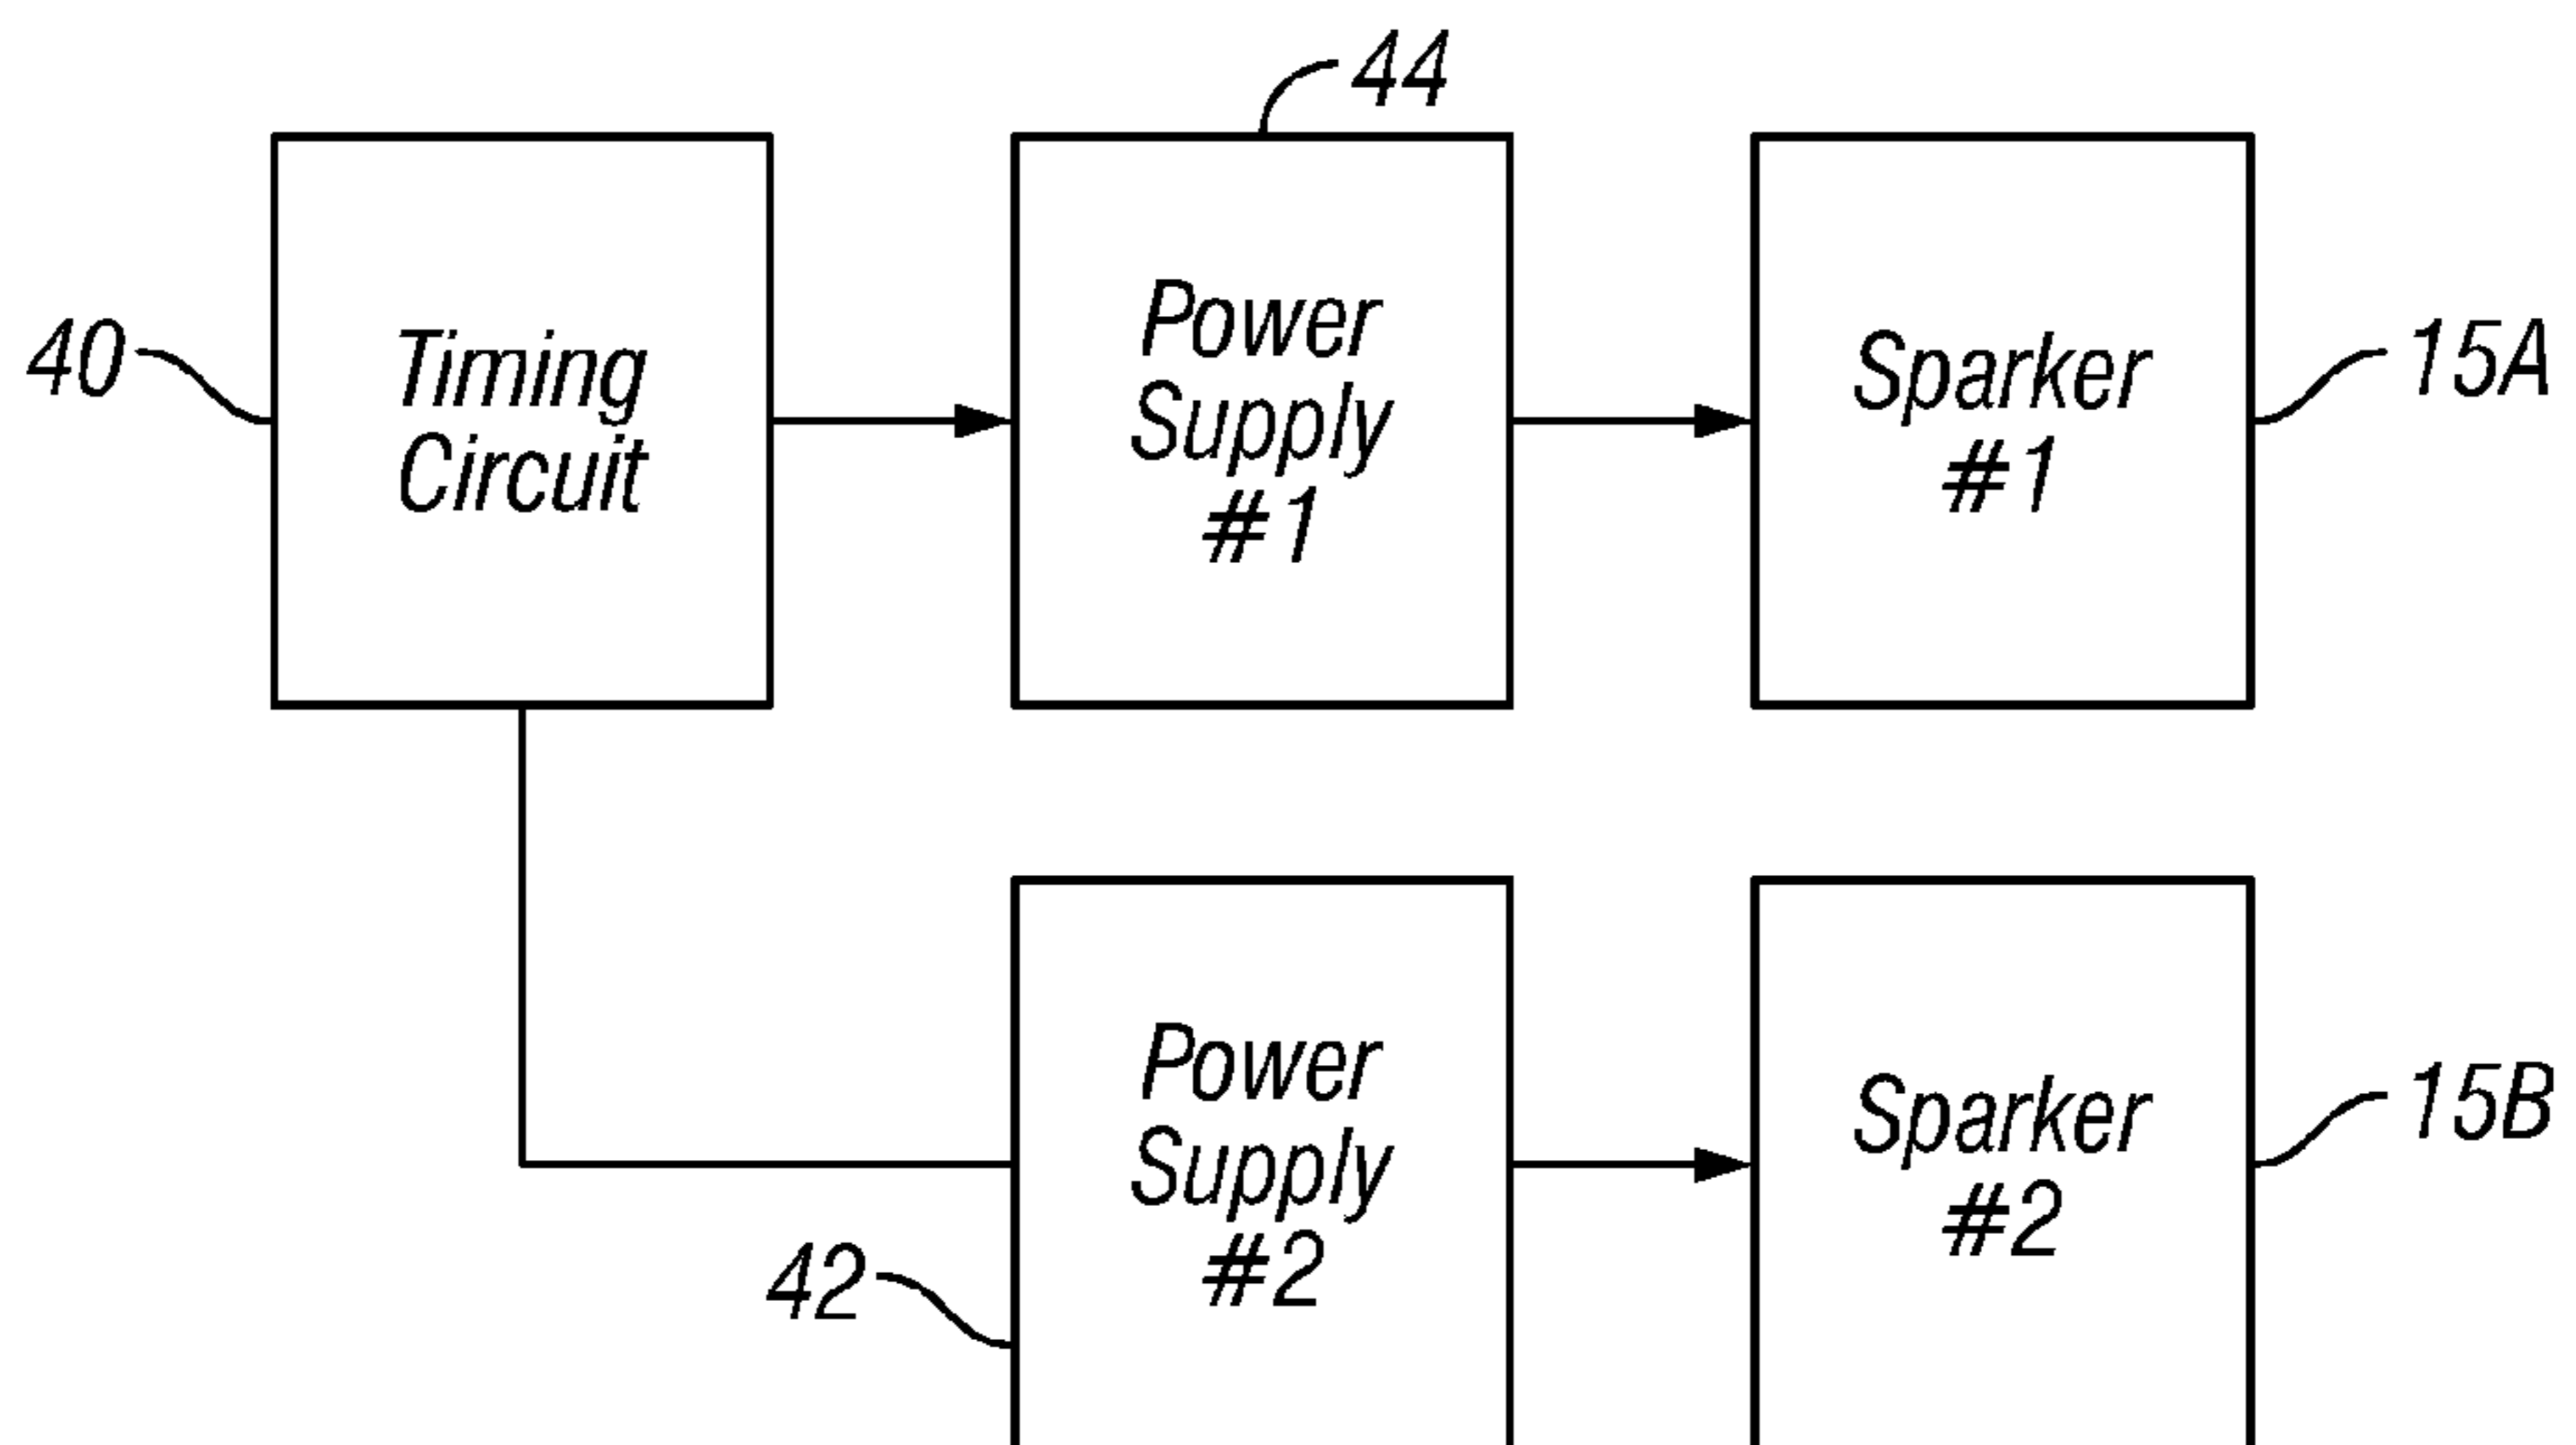 44
40
Timing
Circuit
Power
Supply
#1
Sparker
#1
15A
42
Power
Supply
#2
Sparker
#2
15B